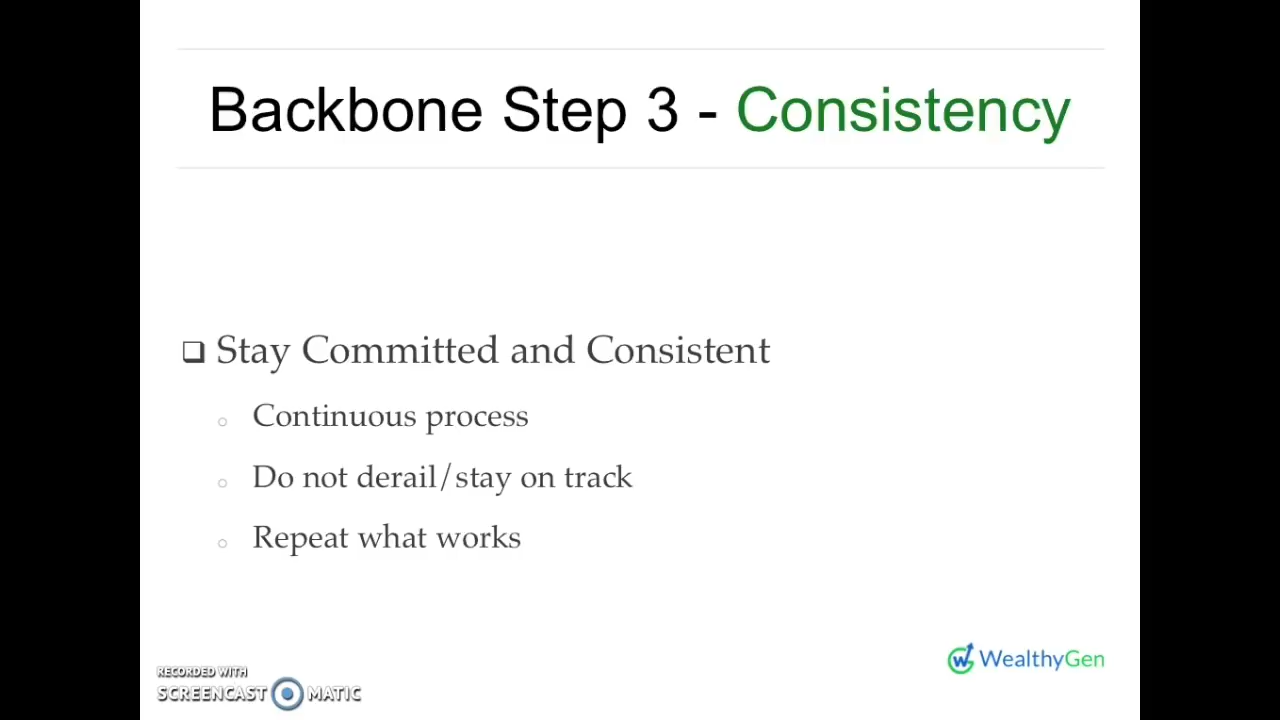 Backbone Step 3 - Consistency
Stay Committed and Consistent
Continuous process
Do not derail/stay on track
Repeat what works
WealthyGen
RECORDED WITH
SCREENCAST MATIC